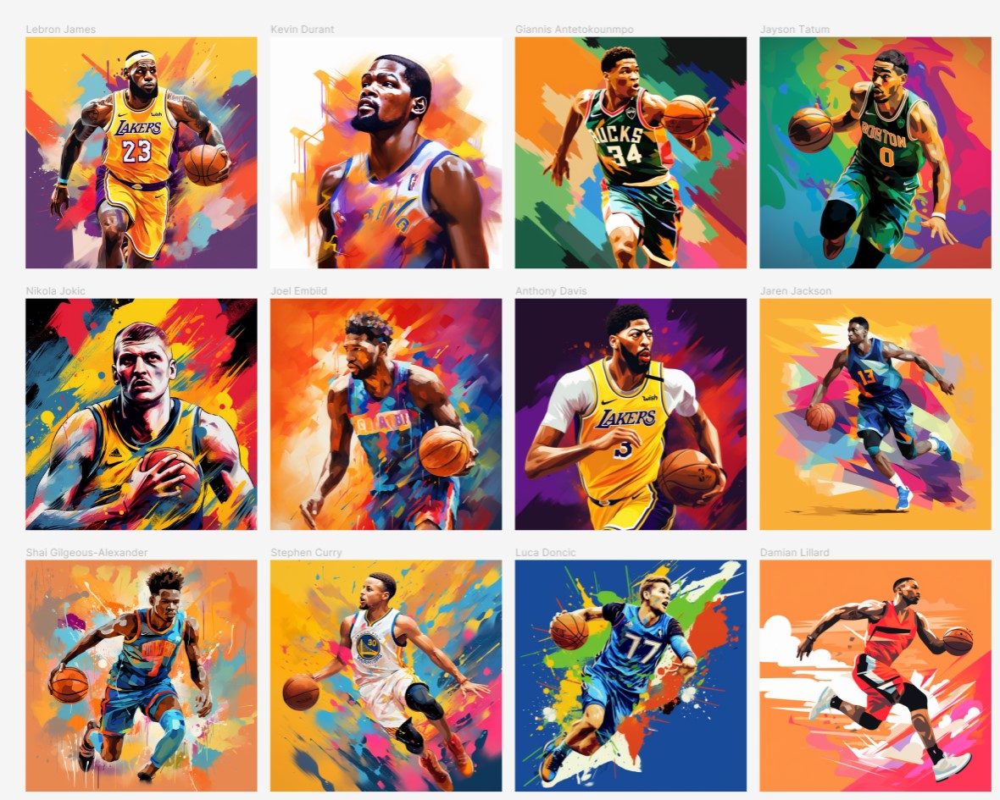 Lebron James
Kevin Durant
Giannis Antetokounmpo
Jayson Tatum
wish
LAKERS
23
BUCKS
34
BOSTON
0
Nikola Jokic
Joel Embiid
Anthony Davis
Jaren Jackson
wish
LAKERS
3
13
Shai Gilgeous-Alexander
Stephen Curry
Luca Doncic
Damian Lillard
30
77